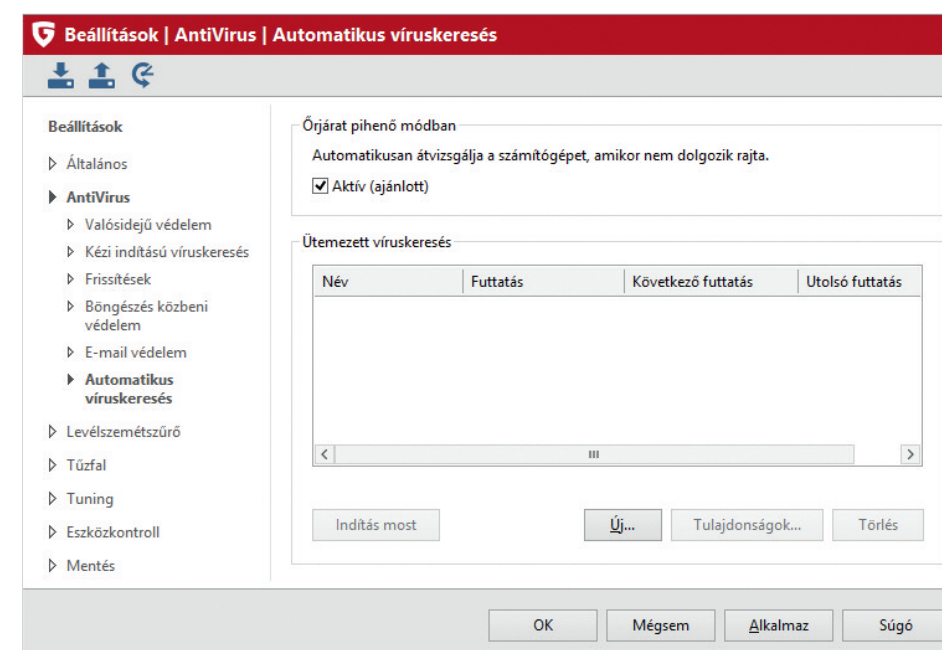 Beállítások | AntiVirus | Automatikus víruskeresés
Beállítások
Általános
AntiVirus
Valósidejű védelem
Kézi indítású víruskeresés
Frissítések
Böngészés közbeni
védelem
E-mail védelem
Automatikus
víruskeresés
Levélszemétszűrő
Tűzfal
Tuning
Eszközkontroll
Mentés
Őrjárat pihenő módban
Automatikusan átvizsgálja a számítógépet, amikor nem dolgozik rajta.
Aktív (ajánlott)
Ütemezett víruskeresés
Név Futtatás Következő futtatás Utolsó futtatás
Indítás most Új... Tulajdonságok... Törlés
OK Mégsem Alkalmaz Súgó